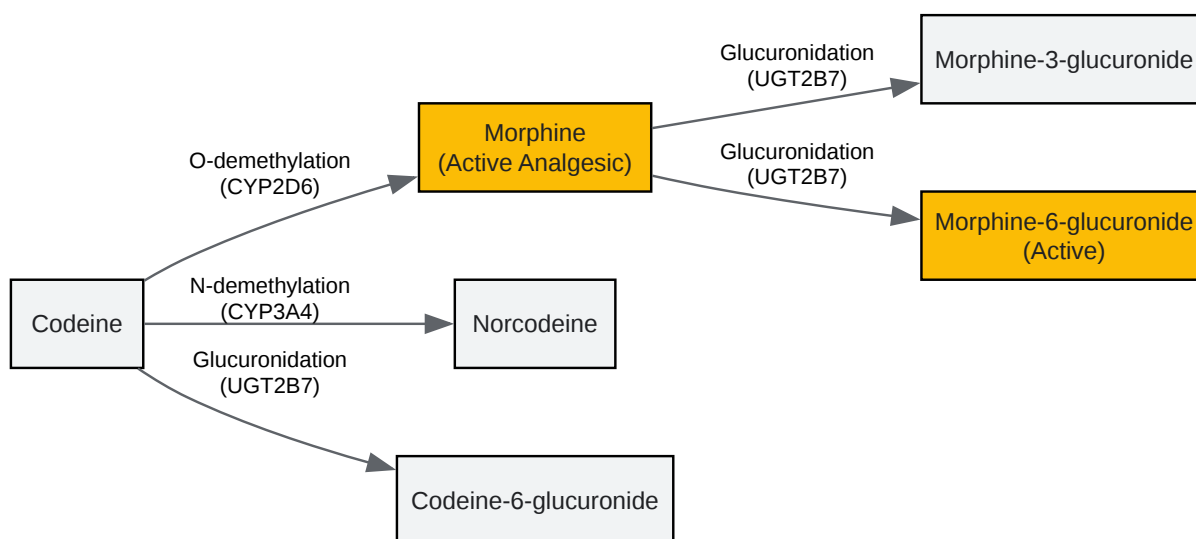 Glucuronidation
(UGT2B7)
Morphine-3-glucuronide
Morphine
(Active Analgesic)
O-demethylation
(CYP2D6)
Glucuronidation
(UGT2B7)
Morphine-6-glucuronide
(Active)
Codeine
N-demethylation
(CYP3A4)
Norcodeine
Glucuronidation
(UGT2B7)
Codeine-6-glucuronide